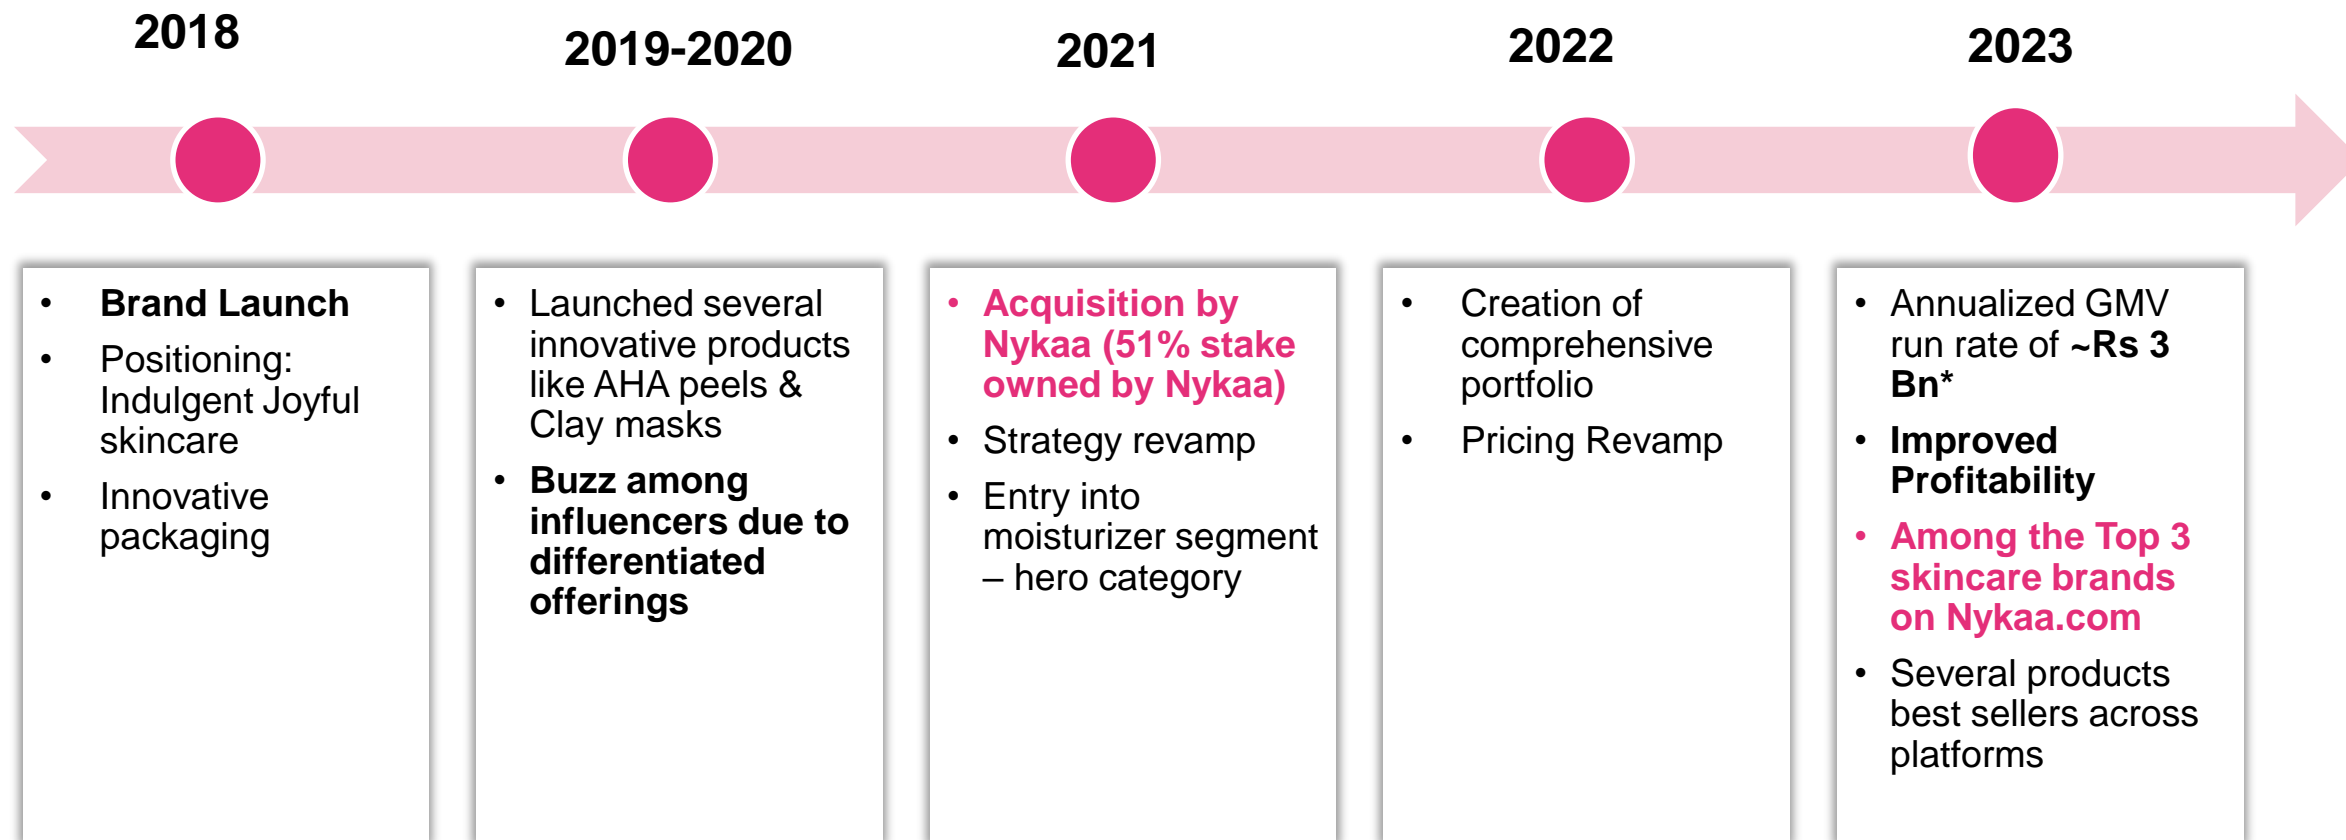 2018
2019-2020
2021
2022
2023
• Brand Launch
• Positioning:
Indulgent Joyful
skincare
• Innovative
packaging
• Launched several
innovative products
like AHA peels &
Clay masks
• Buzz among
influencers due to
differentiated
offerings
• Acquisition by
Nykaa (51% stake
owned by Nykaa)
• Strategy revamp
• Entry into
moisturizer segment
– hero category
• Creation of
comprehensive
portfolio
• Pricing Revamp
• Annualized GMV
run rate of ~Rs 3
Bn*
• Improved
Profitability
• Among the Top 3
skincare brands
on Nykaa.com
• Several products
best sellers across
platforms